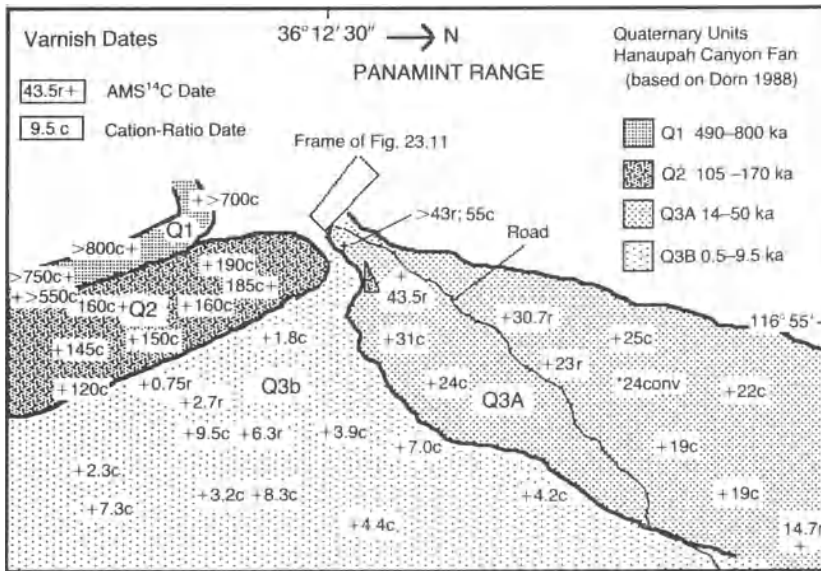 Varnish Dates
43.5r+ AMS¹⁴C Date
9.5 c Cation-Ratio Date
36°12'30" N
PANAMINT RANGE
Quaternary Units
Hanaupah Canyon Fan
(based on Dorn 1988)
Q1 490–800 ka
Q2 105 –170 ka
Q3A 14–50 ka
Q3B 0.5–9.5 ka
Frame of Fig. 23.11
+>700c
>43r; 55c
Q1
Road
>800c+
+190c
>750c+
185c+
+>550c
43.5r
160c+
Q2
+160c
+30.7r
116° 55'
+150c
+1.8c
+31c
+25c
+145c
+23r
+120c
+0.75r
Q3b
+24c
*24conv
+22c
+2.7r
Q3A
+9.5c
+6.3r
+3.9c
+7.0c
+19c
+2.3c
+7.3c
+3.2c
+8.3c
+4.2c
+19c
+4.4c
14.7r
+